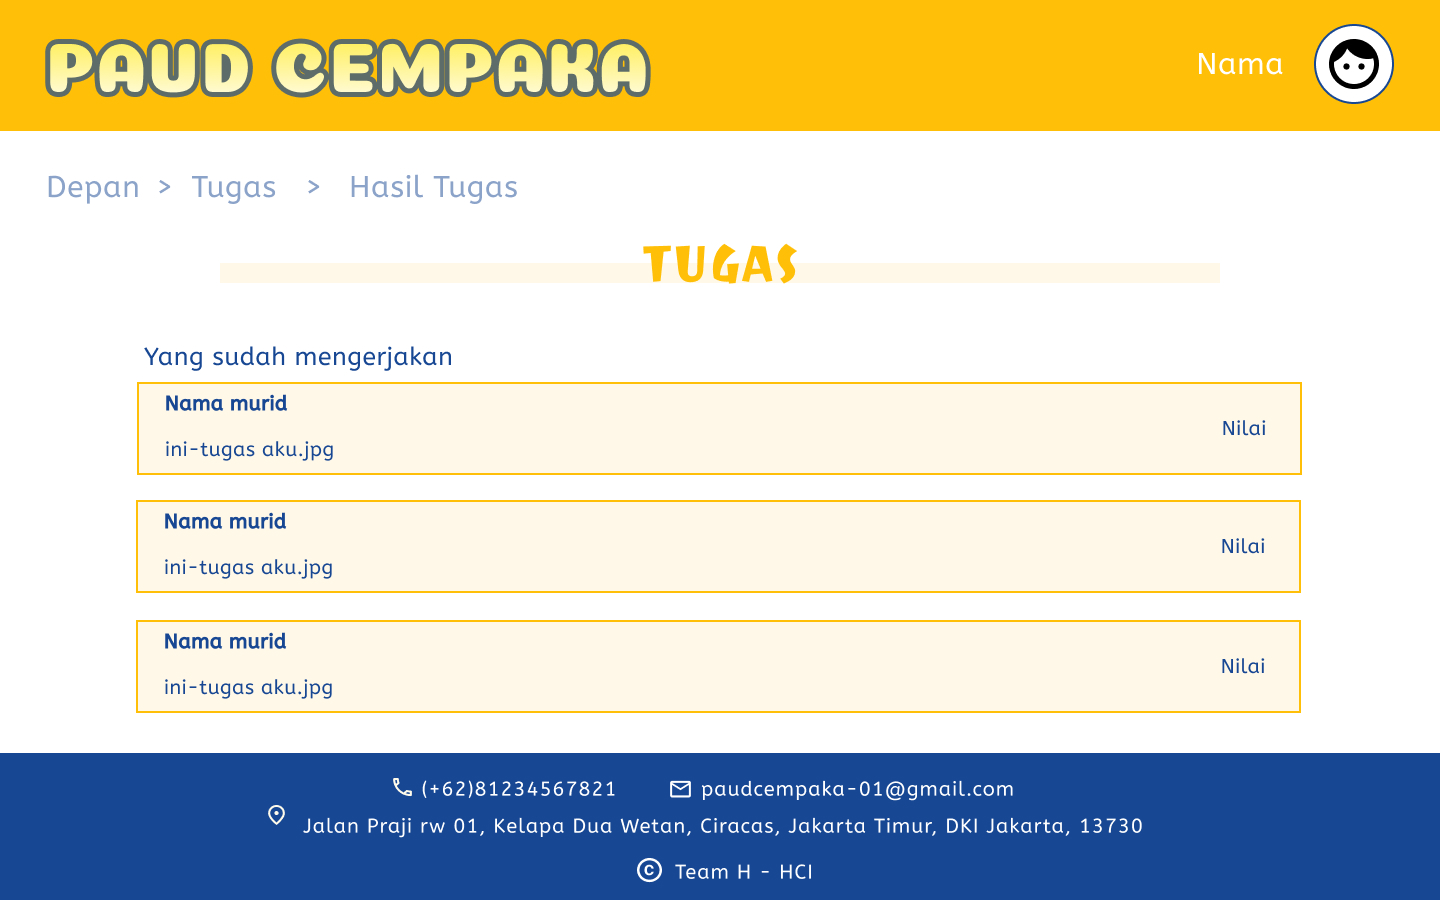 PAUD CEMPAKA
Nama
Depan > Tugas > Hasil Tugas
TUGAS
Yang sudah mengerjakan
Nama murid
ini-tugas aku.jpg
Nilai
Nama murid
ini-tugas aku.jpg
Nilai
Nama murid
ini-tugas aku.jpg
Nilai
(+62)81234567821 paudcempaka-01@gmail.com
Jalan Praji rw 01, Kelapa Dua Wetan, Ciracas, Jakarta Timur, DKI Jakarta, 13730
© Team H - HCI